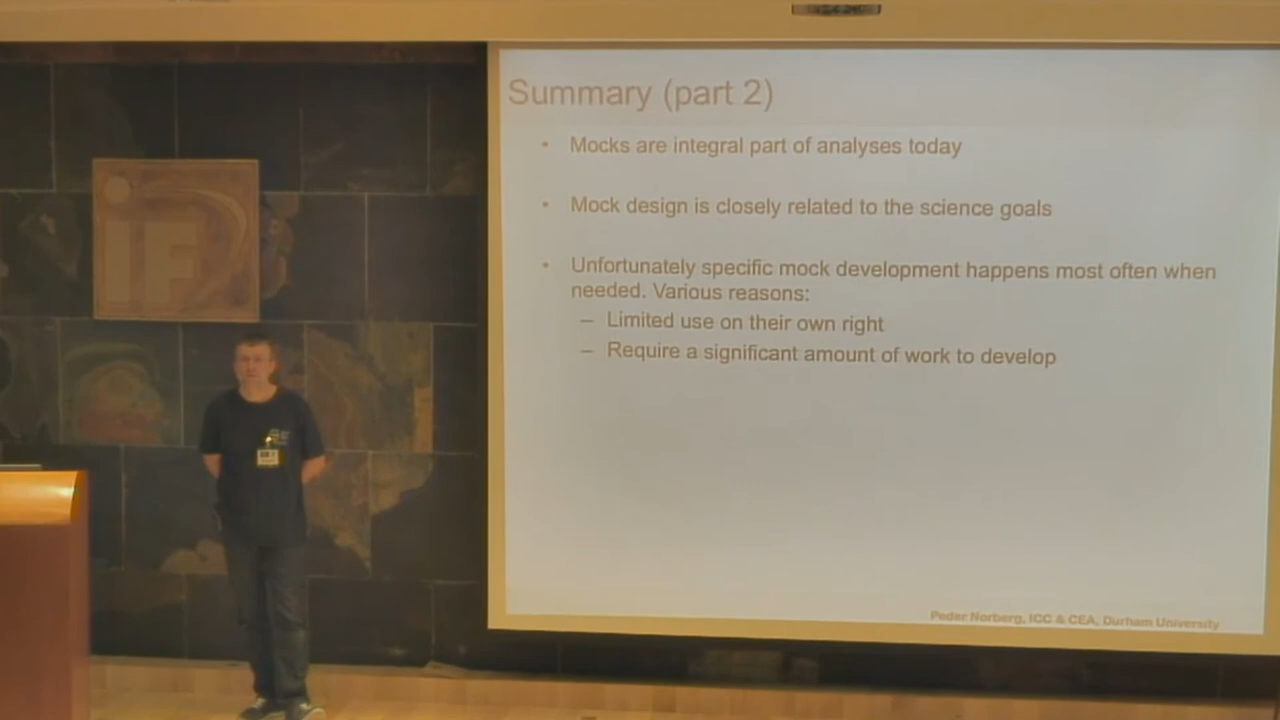 iF
Summary (part 2)
• Mocks are integral part of analyses today
• Mock design is closely related to the science goals
• Unfortunately specific mock development happens most often when
needed. Various reasons:
– Limited use on their own right
– Require a significant amount of work to develop
Peder Norberg, ICC & CEA, Durham University